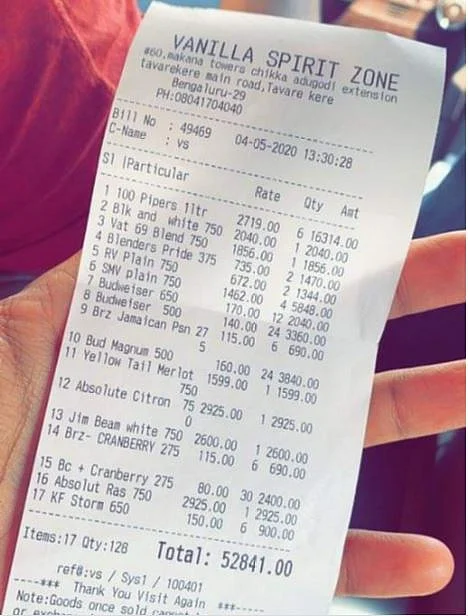 VANILLA SPIRIT ZONE
#60,makana towers chikka adugodi extension
tavarekere main road,Tavare kere
Bengaluru-29
PH:08041704040
Bill No : 49469 04-05-2020 13:30:28
C-Name : vs
Sl |Particular Rate Qty Amt
1 100 Pipers 1ltr 2719.00 6 16314.00
2 Blk and white 750 2040.00 1 2040.00
3 Vat 69 Blend 750 1856.00 1 1856.00
4 Blenders Pride 375 735.00 2 1470.00
5 RV Plain 750 672.00 2 1344.00
6 SMV plain 750 1462.00 4 5848.00
7 Budweiser 650 170.00 12 2040.00
8 Budweiser 500 140.00 24 3360.00
9 Brz Jamaican Psn 27 115.00 6 690.00
5
10 Bud Magnum 500 160.00 24 3840.00
11 Yellow Tail Merlot 1599.00 1 1599.00
750
12 Absolute Citron 75 2925.00 1 2925.00
0
13 Jim Beam white 750 2600.00 1 2600.00
14 Brz- CRANBERRY 275 115.00 6 690.00
15 Bc + Cranberry 275 80.00 30 2400.00
16 Absolut Ras 750 2925.00 1 2925.00
17 KF Storm 650 150.00 6 900.00
Items:17 Qty:128 Total: 52841.00
ref@:vs / Sys1 / 100401
---*** Thank You Visit Again ***-----
Note:Goods once sold cannot